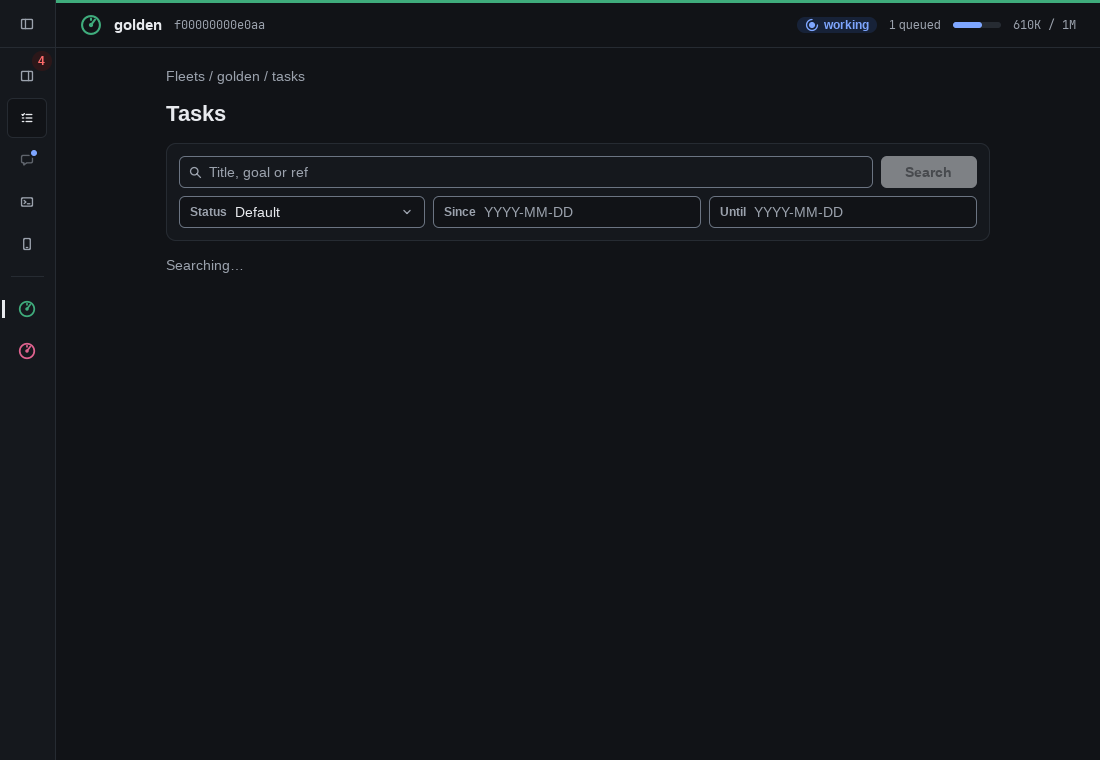 golden f00000000e0aa working 1 queued 610K / 1M
4
Fleets / golden / tasks
Tasks
Title, goal or ref Search
Status Default Since YYYY-MM-DD Until YYYY-MM-DD
Searching…